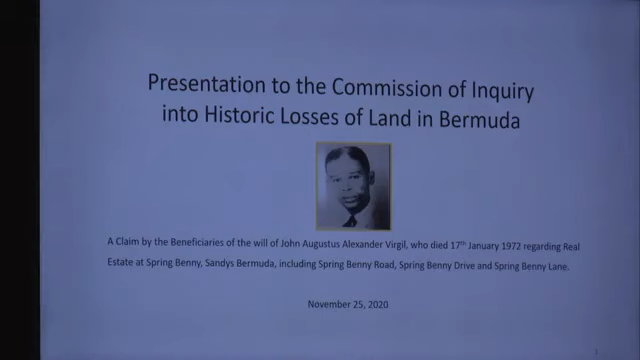 Presentation to the Commission of Inquiry
into Historic Losses of Land in Bermuda
A Claim by the Beneficiaries of the will of John Augustus Alexander Virgil, who died 17th January 1972 regarding Real
Estate at Spring Benny, Sandys Bermuda, including Spring Benny Road, Spring Benny Drive and Spring Benny Lane.
November 25, 2020